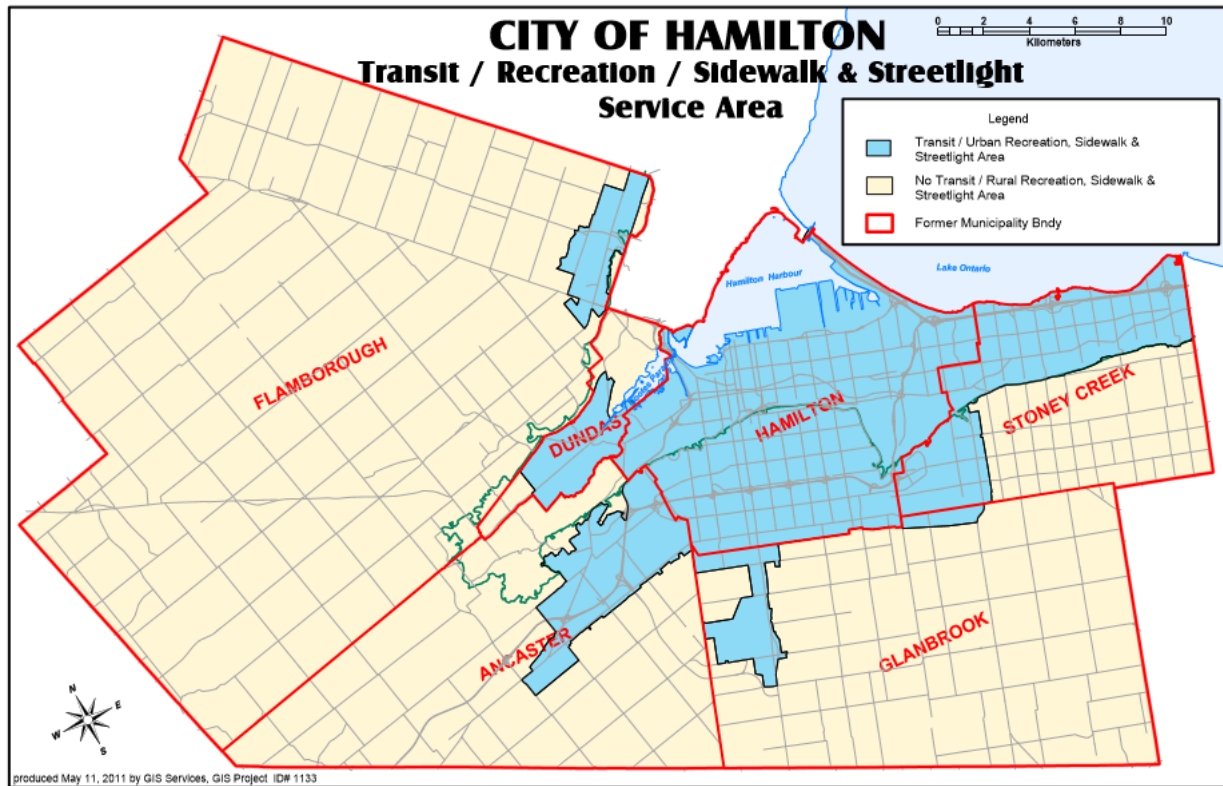 CITY OF HAMILTON
Transit / Recreation / Sidewalk & Streetlight
Service Area
0 2 4 6 8 10
Kilometers
Legend
Transit / Urban Recreation, Sidewalk &
Streetlight Area
No Transit / Rural Recreation, Sidewalk &
Streetlight Area
Former Municipality Bndy
Lake Ontario
Hamilton Harbour
FLAMBOROUGH
DUNDAS
HAMILTON
STONEY CREEK
ANCASTER
GLANBROOK
N
E
W
S
produced May 11, 2011 by GIS Services, GIS Project ID# 1133